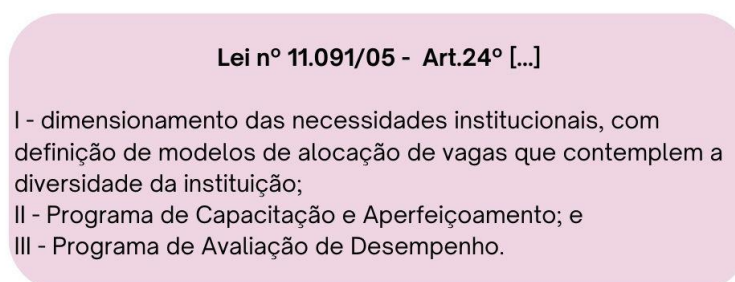 Lei nº 11.091/05 - Art.24º [...]
I - dimensionamento das necessidades institucionais, com
definição de modelos de alocação de vagas que contemplem a
diversidade da instituição;
II - Programa de Capacitação e Aperfeiçoamento; e
III - Programa de Avaliação de Desempenho.